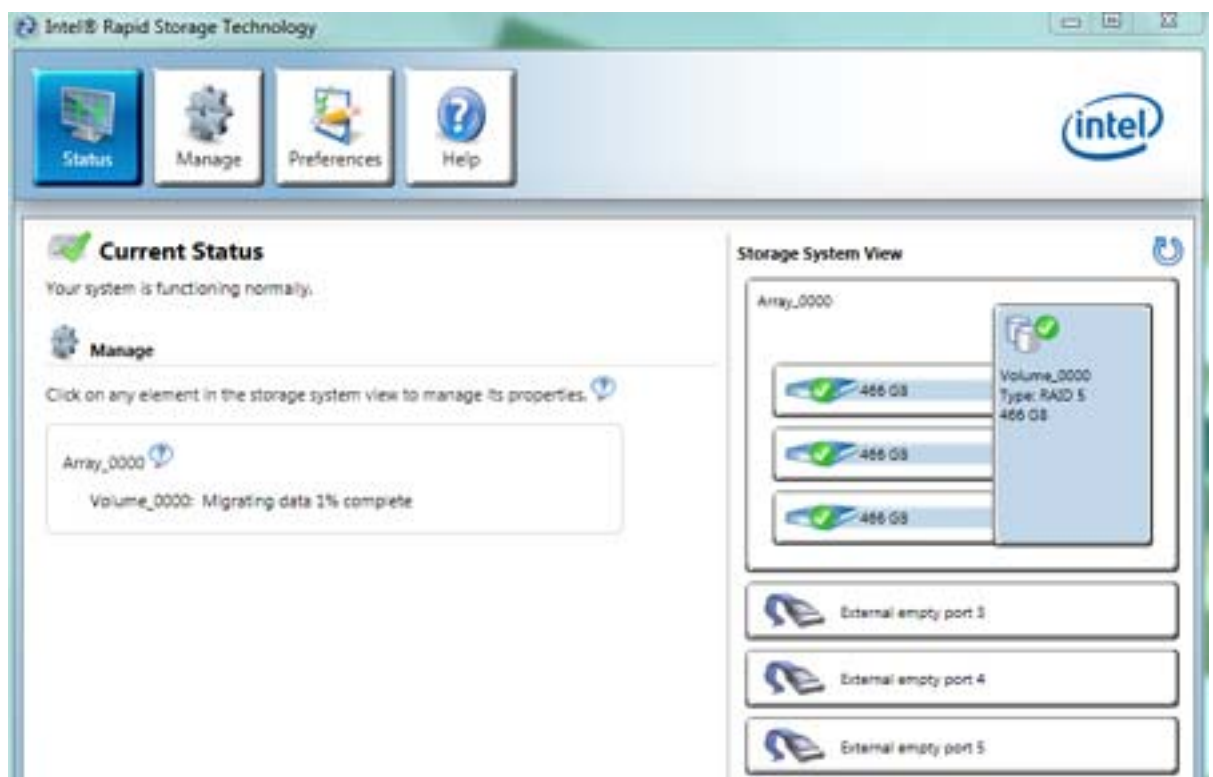 Intel® Rapid Storage Technology
Status
Manage
Preferences
Help
intel
Current Status
Your system is functioning normally.
Manage
Click on any element in the storage system view to manage its properties.
Array_0000
Volume_0000: Migrating data 1% complete
Storage System View
Array_0000
466 GB
466 GB
466 GB
Volume_0000
Type: RAID 5
466 GB
External empty port 3
External empty port 4
External empty port 5